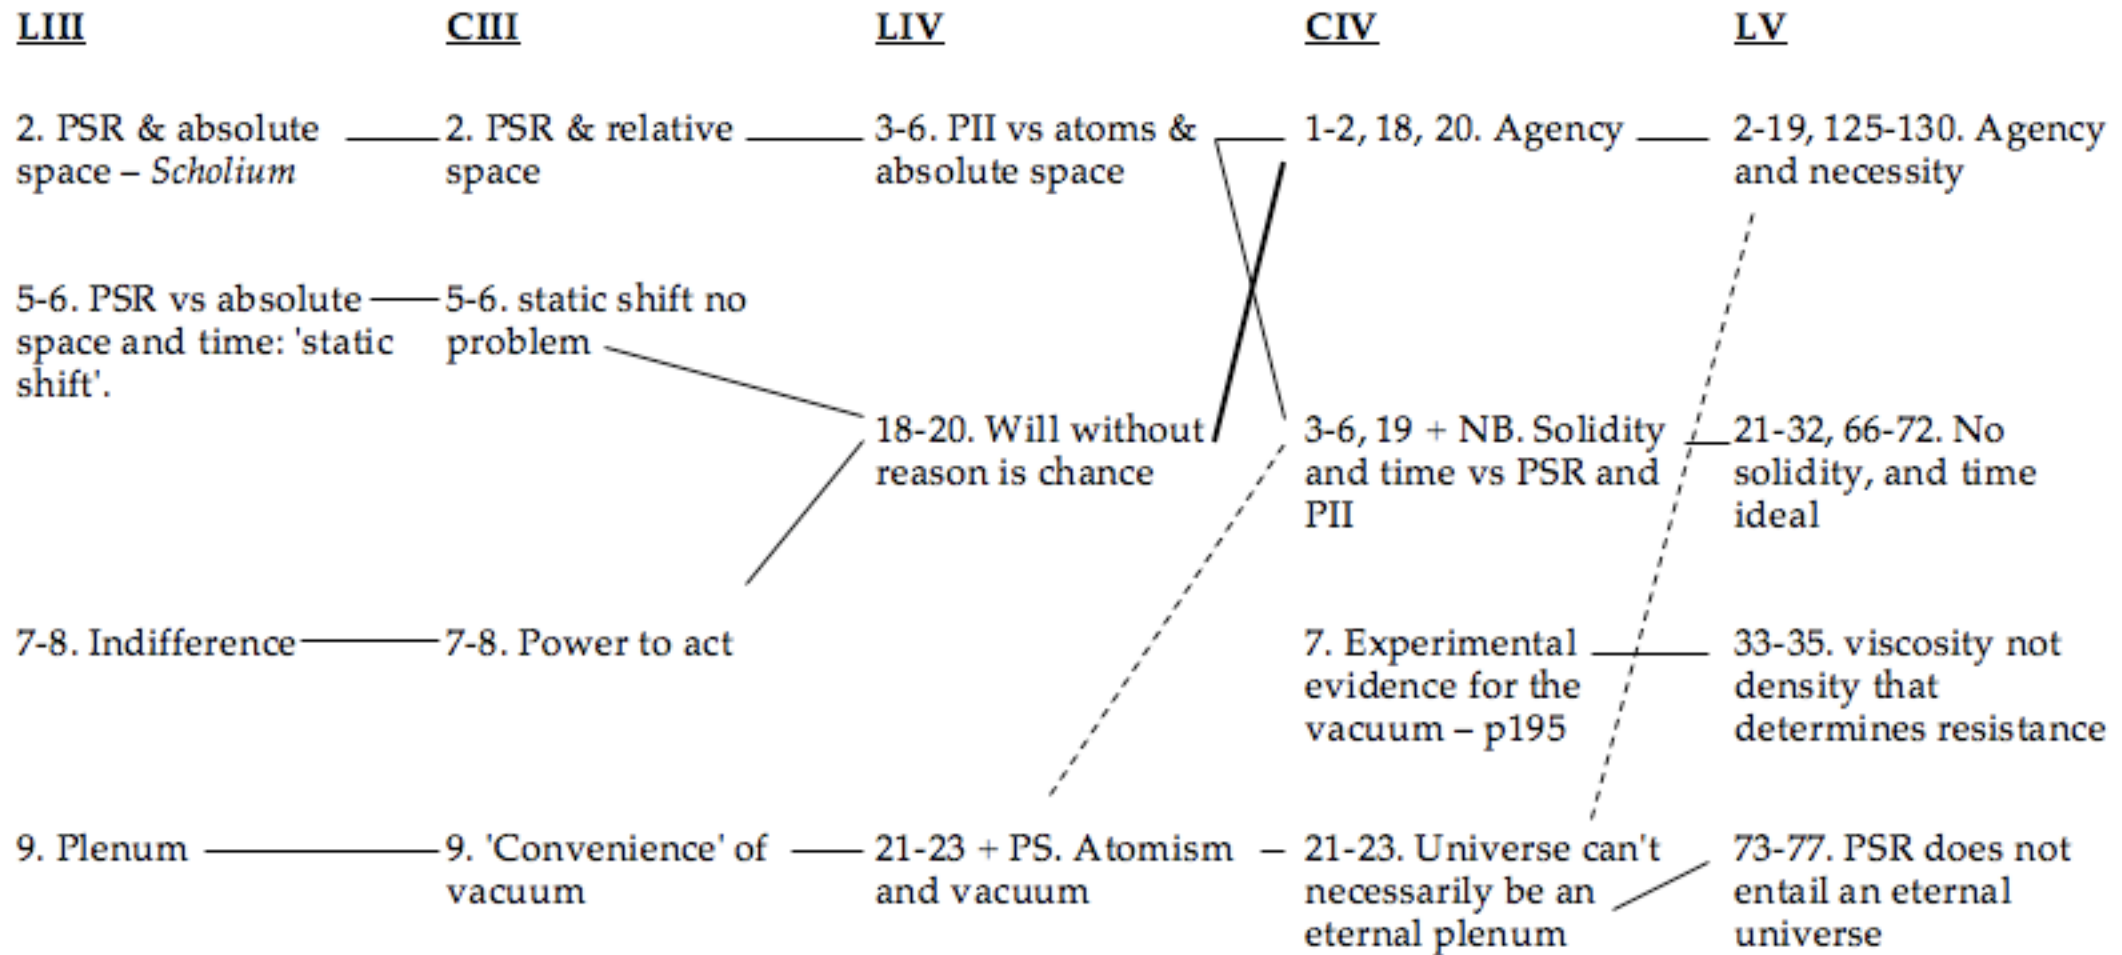 LIII
CIII
LIV
CIV
LV
2. PSR & absolute
space – Scholium
2. PSR & relative
space
3-6. PII vs atoms &
absolute space
1-2, 18, 20. Agency
2-19, 125-130. Agency
and necessity
5-6. PSR vs absolute
space and time: 'static
shift'.
5-6. static shift no
problem
18-20. Will without
reason is chance
3-6, 19 + NB. Solidity
and time vs PSR and
PII
21-32, 66-72. No
solidity, and time
ideal
7-8. Indifference
7-8. Power to act
7. Experimental
evidence for the
vacuum – p195
33-35. viscosity not
density that
determines resistance
9. Plenum
9. 'Convenience' of
vacuum
21-23 + PS. Atomism
and vacuum
21-23. Universe can't
necessarily be an
eternal plenum
73-77. PSR does not
entail an eternal
universe